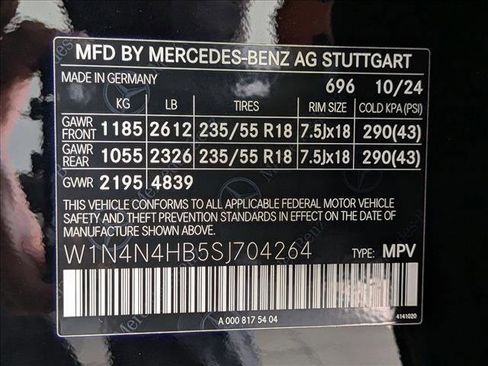 MFD BY MERCEDES-BENZ AG STUTTGART
MADE IN GERMANY 696 10/24
KG LB TIRES RIM SIZE COLD KPA (PSI)
GAWR FRONT 1185 2612 235/55 R18 7.5Jx18 290(43)
GAWR REAR 1055 2326 235/55 R18 7.5Jx18 290(43)
GVWR 2195 4839
THIS VEHICLE CONFORMS TO ALL APPLICABLE FEDERAL MOTOR VEHICLE
SAFETY AND THEFT PREVENTION STANDARDS IN EFFECT ON THE DATE
OF MANUFACTURE SHOWN ABOVE.
W1N4N4HB5SJ704264 TYPE: MPV
A 000 817 54 04
4141020